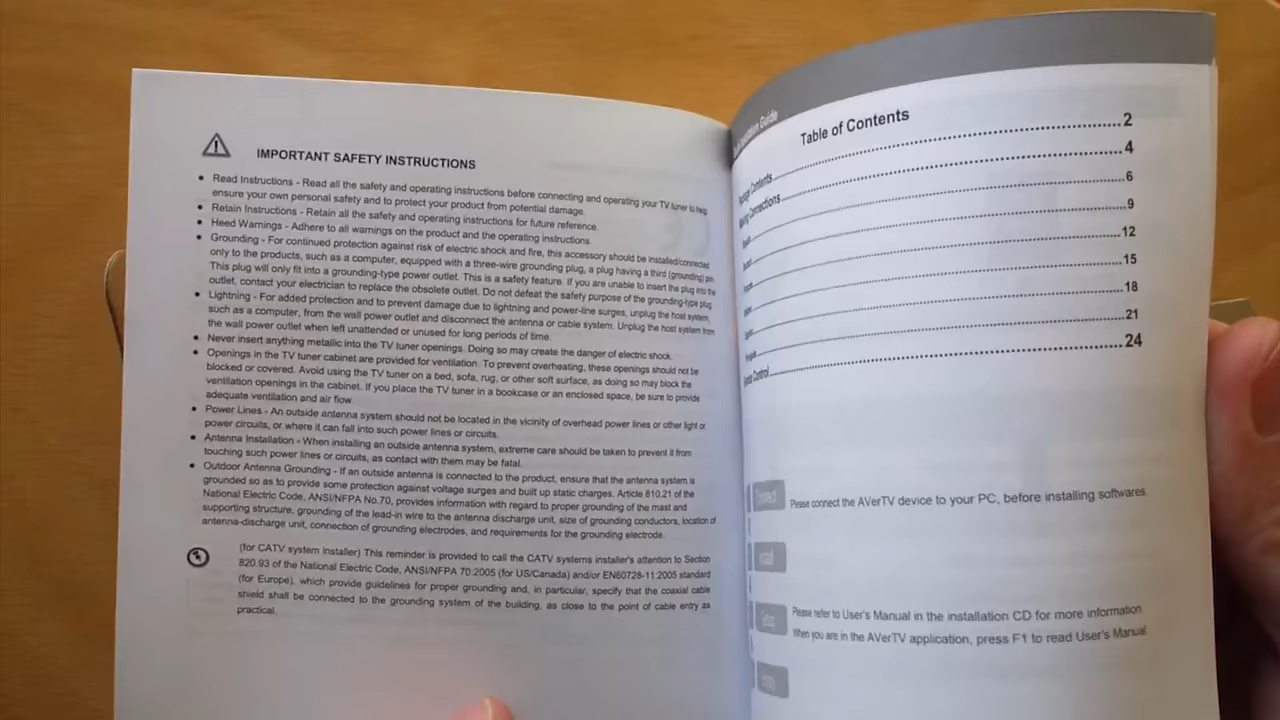 IMPORTANT SAFETY INSTRUCTIONS
• Read Instructions - Read all the safety and operating instructions before connecting and operating your TV tuner to help
ensure your own personal safety and to protect your product from potential damage.
• Retain Instructions - Retain all the safety and operating instructions for future reference.
• Heed Warnings - Adhere to all warnings on the product and the operating instructions.
• Grounding - For continued protection against risk of electric shock and fire, this accessory should be installed/connected
only to the products, such as a computer, equipped with a three-wire grounding plug, a plug having a third (grounding) pin.
This plug will only fit into a grounding-type power outlet. This is a safety feature. If you are unable to insert the plug into the
outlet, contact your electrician to replace the obsolete outlet. Do not defeat the safety purpose of the grounding-type plug
• Lightning - For added protection and to prevent damage due to lightning and power-line surges, unplug the host system,
such as a computer, from the wall power outlet and disconnect the antenna or cable system. Unplug the host system from
the wall power outlet when left unattended or unused for long periods of time.
• Never insert anything metallic into the TV tuner openings. Doing so may create the danger of electric shock.
• Openings in the TV tuner cabinet are provided for ventilation. To prevent overheating, these openings should not be
blocked or covered. Avoid using the TV tuner on a bed, sofa, rug, or other soft surface, as doing so may block the
ventilation openings in the cabinet. If you place the TV tuner in a bookcase or an enclosed space, be sure to provide
adequate ventilation and air flow.
• Power Lines - An outside antenna system should not be located in the vicinity of overhead power lines or other light or
power circuits, or where it can fall into such power lines or circuits.
• Antenna Installation - When installing an outside antenna system, extreme care should be taken to prevent it from
touching such power lines or circuits, as contact with them may be fatal.
• Outdoor Antenna Grounding - If an outside antenna is connected to the product, ensure that the antenna system is
grounded so as to provide some protection against voltage surges and built up static charges. Article 810.21 of the
National Electric Code, ANSI/NFPA No.70, provides information with regard to proper grounding of the mast and
supporting structure, grounding of the lead-in wire to the antenna discharge unit, size of grounding conductors, location of
antenna-discharge unit, connection of grounding electrodes, and requirements for the grounding electrode.
(for CATV system installer) This reminder is provided to call the CATV systems installer's attention to Section
820.93 of the National Electric Code, ANSI/NFPA 70:2005 (for US/Canada) and/or EN60728-11:2005 standard
(for Europe), which provide guidelines for proper grounding and, in particular, specify that the coaxial cable
shield shall be connected to the grounding system of the building, as close to the point of cable entry as
practical.
Installation Guide
Table of Contents
Package Contents 2
Making Connections 4
6
9
12
15
18
21
Remote Control 24
Connect Please connect the AVerTV device to your PC, before installing softwares
Please refer to User's Manual in the installation CD for more information
When you are in the AVerTV application, press F1 to read User's Manual